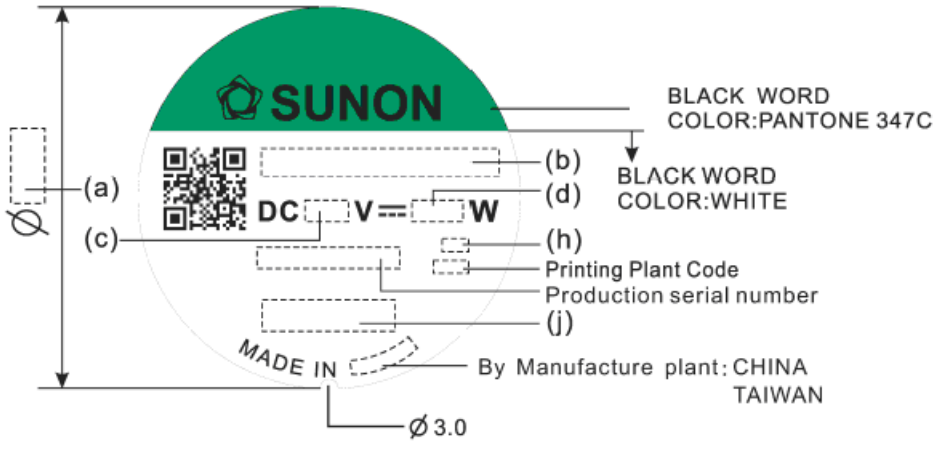 SUNON
BLACK WORD
COLOR:PANTONE 347C
BLACK WORD
COLOR:WHITE
(a)
(b)
DC V W
(d)
(c)
(h)
Printing Plant Code
Production serial number
(j)
MADE IN
By Manufacture plant: CHINA
TAIWAN
Ø
Ø 3.0